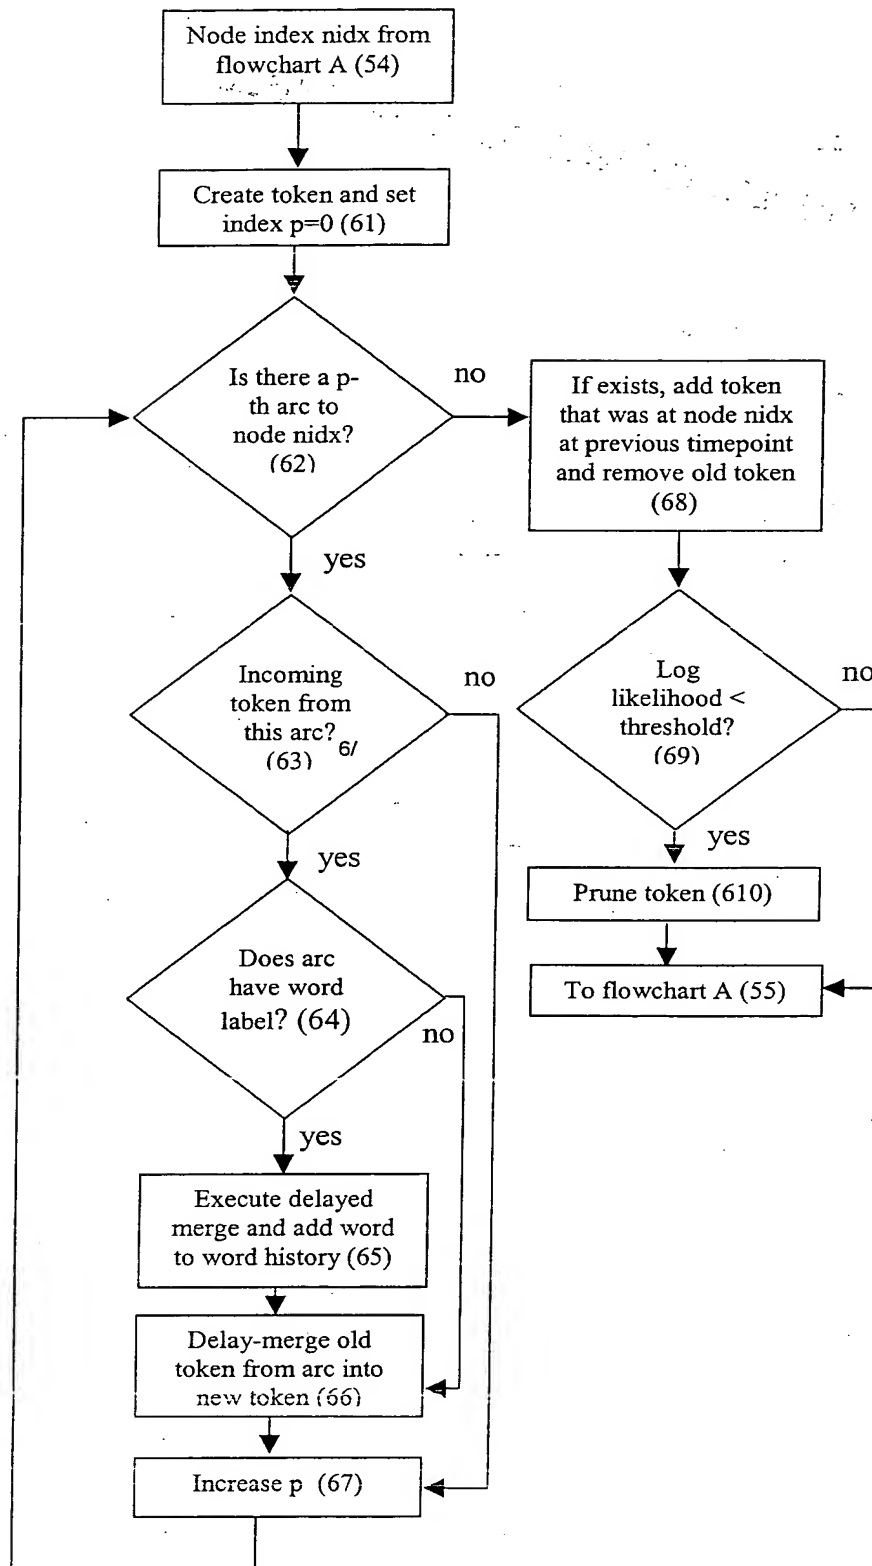 Node index nidx from
flowchart A (54)
Create token and set
index p=0 (61)
Is there a p-
th arc to
node nidx?
(62)
no
If exists, add token
that was at node nidx
at previous timepoint
and remove old token
(68)
yes
Incoming
token from
this arc?
(63) 6/
no
Log
likelihood <
threshold?
(69)
no
yes
yes
Prune token (610)
Does arc
have word
label? (64)
no
To flowchart A (55)
yes
Execute delayed
merge and add word
to word history (65)
Delay-merge old
token from arc into
new token (66)
Increase p (67)